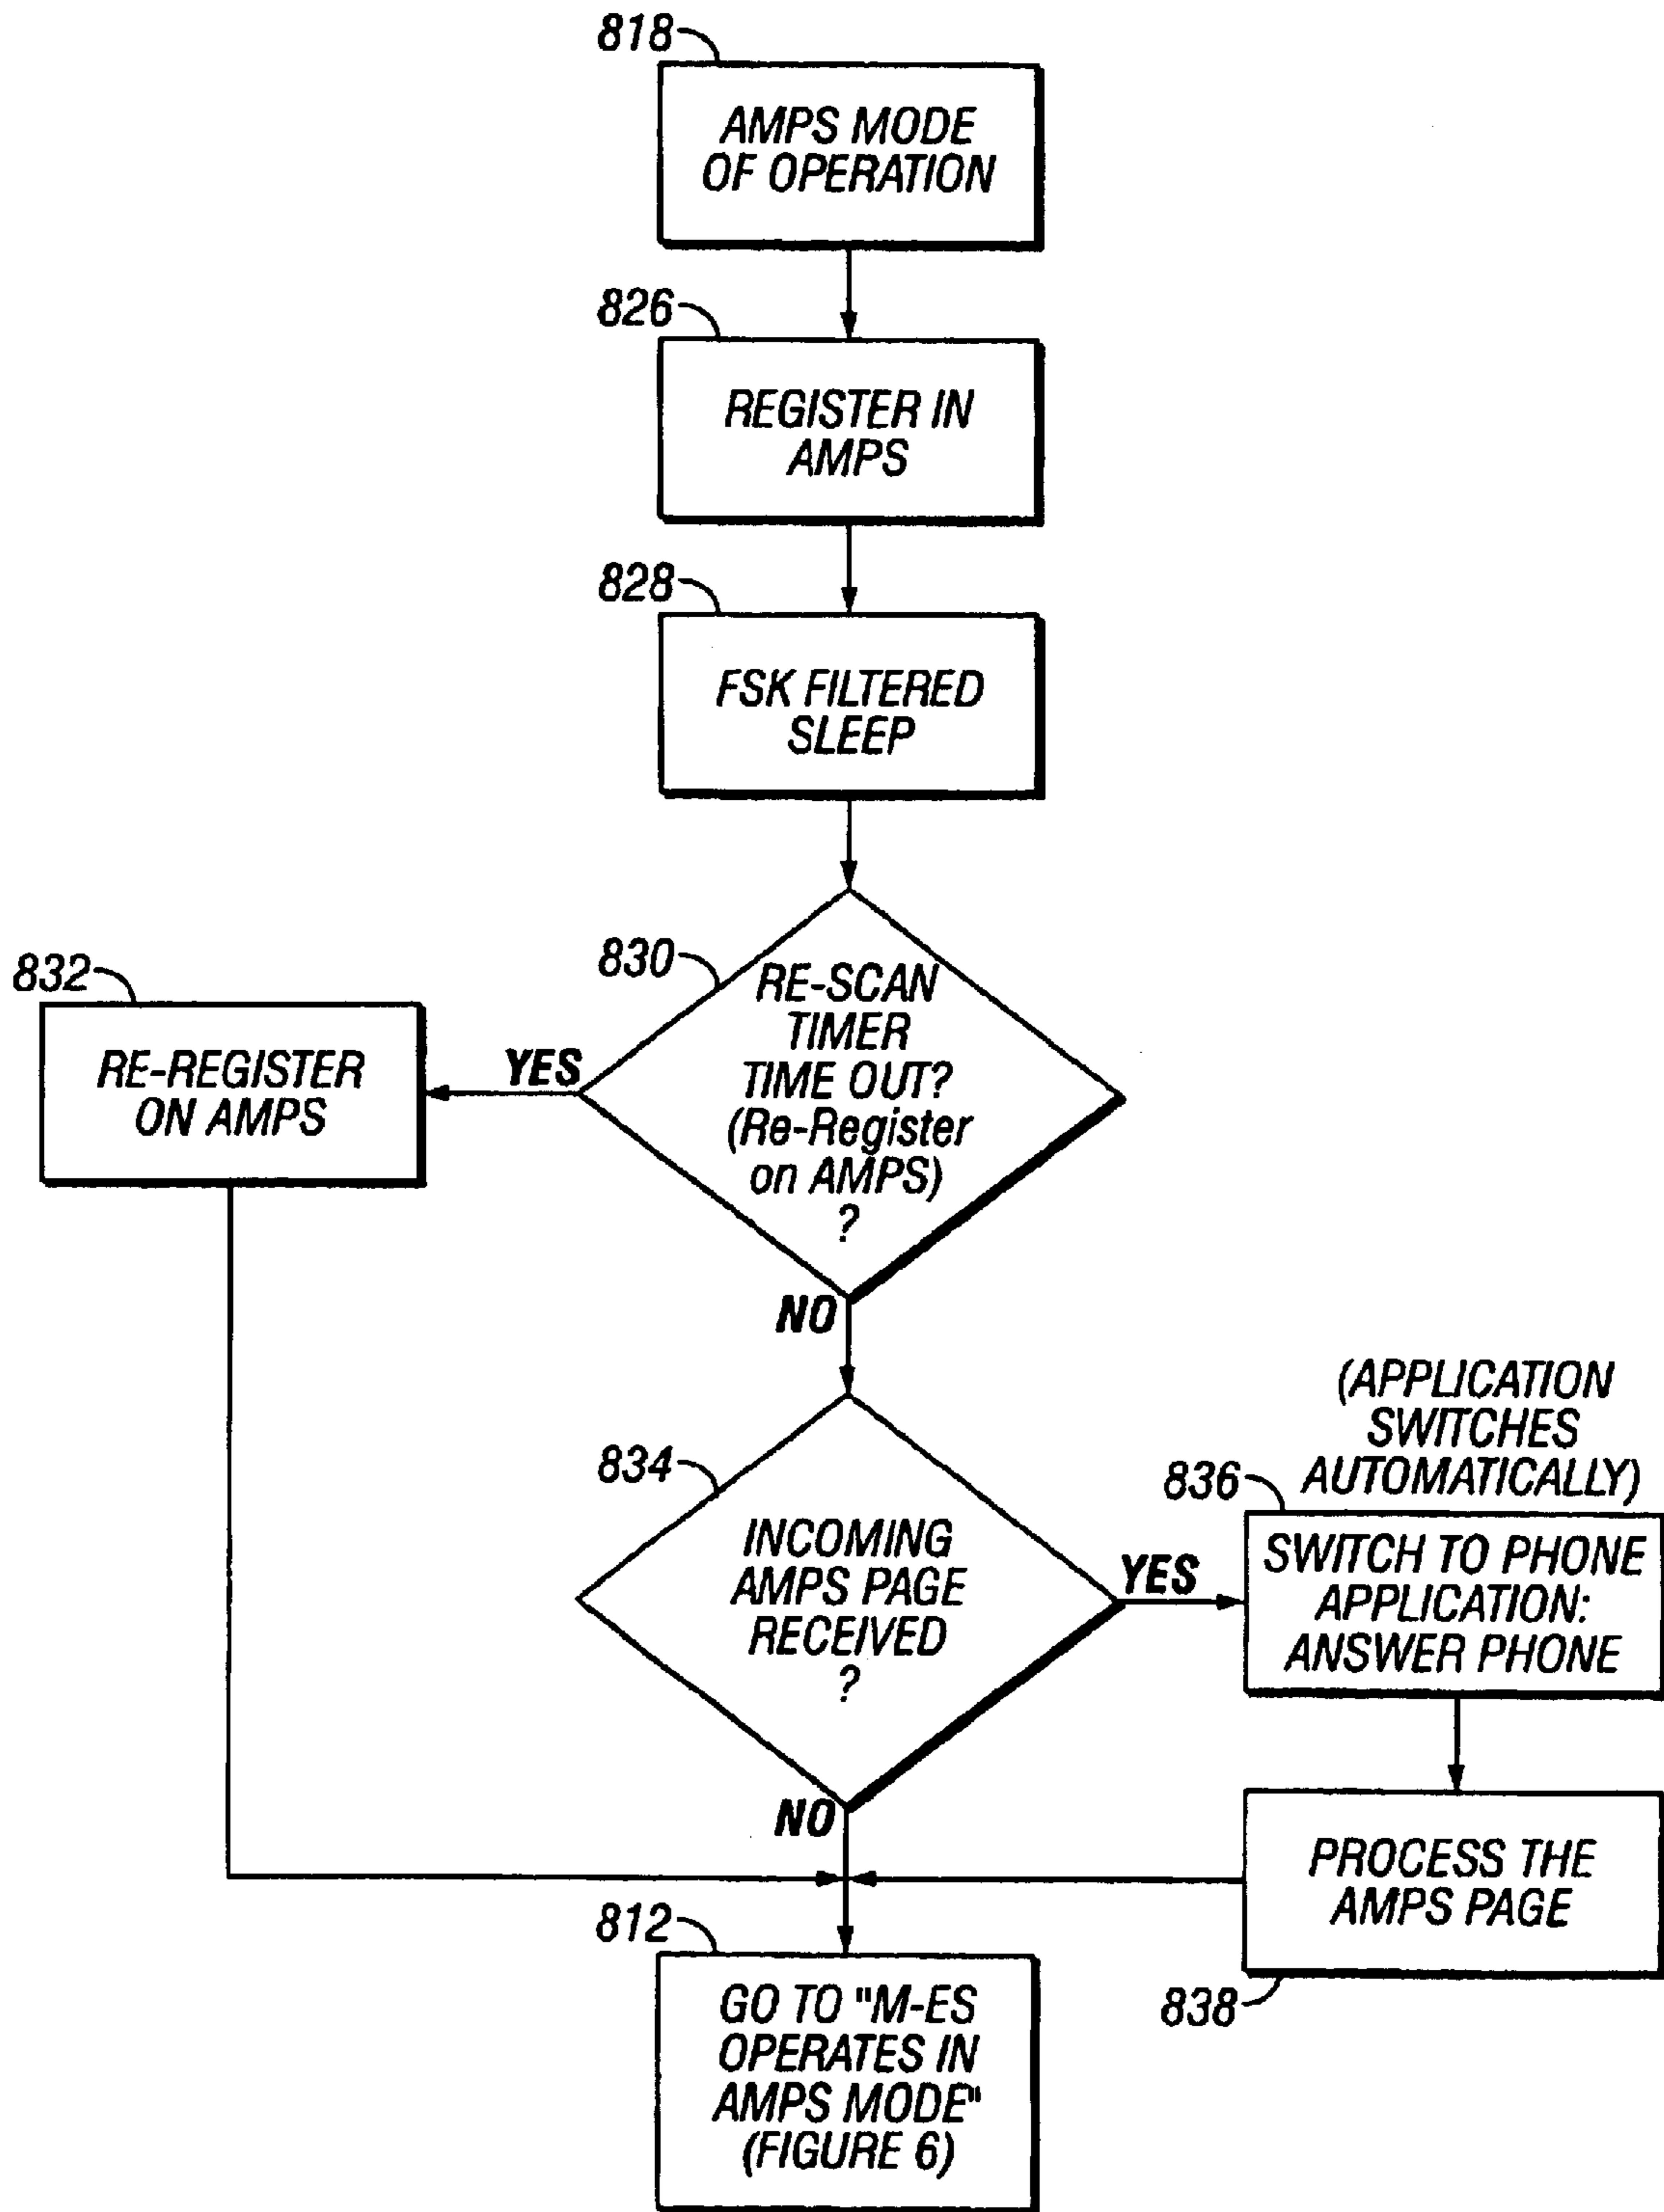 818
AMPS MODE
OF OPERATION
826
REGISTER IN
AMPS
828
FSK FILTERED
SLEEP
830
RE-SCAN
TIMER
TIME OUT?
(Re-Register
on AMPS)
?
YES
832
RE-REGISTER
ON AMPS
NO
834
INCOMING
AMPS PAGE
RECEIVED
?
YES
(APPLICATION
SWITCHES
AUTOMATICALLY)
836
SWITCH TO PHONE
APPLICATION:
ANSWER PHONE
NO
PROCESS THE
AMPS PAGE
838
812
GO TO "M-ES
OPERATES IN
AMPS MODE"
(FIGURE 6)